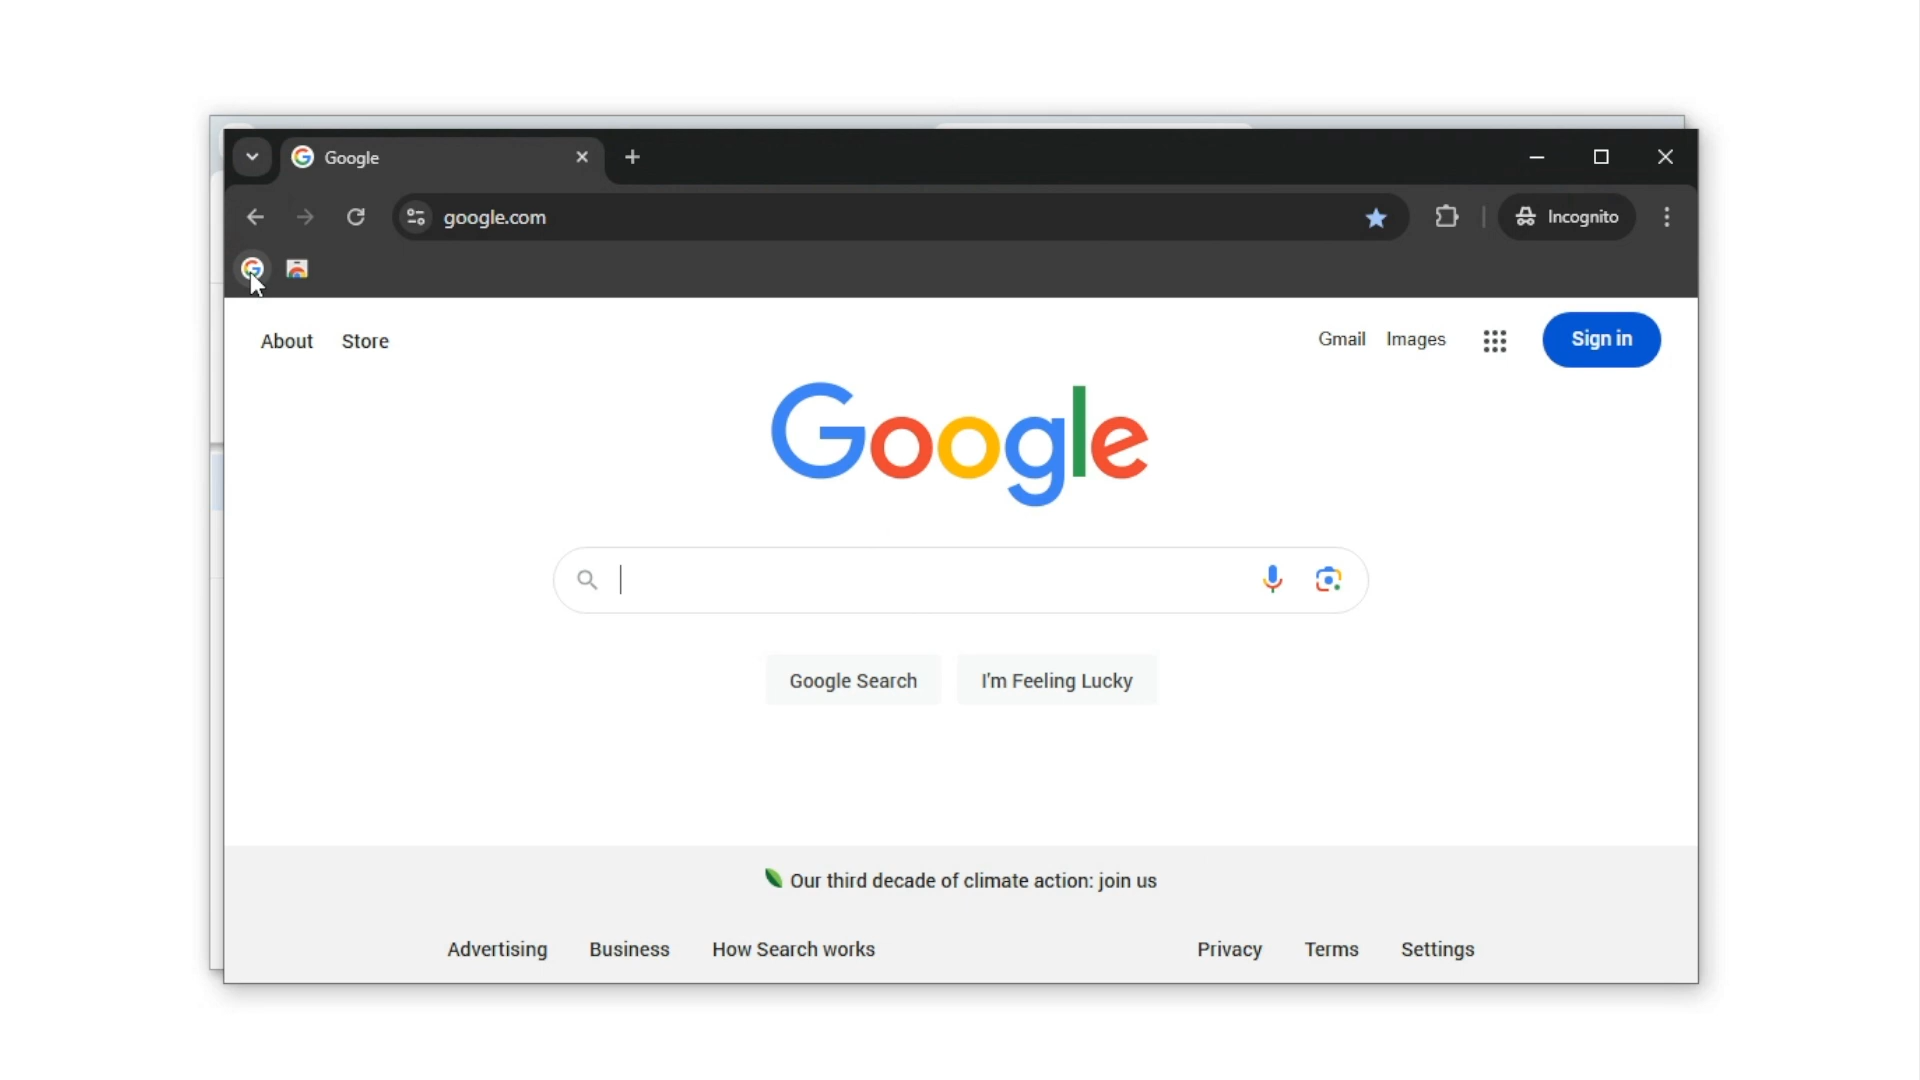 Google
google.com
Incognito
About Store
Gmail Images Sign in
Google
Google Search I'm Feeling Lucky
Our third decade of climate action: join us
Advertising Business How Search works Privacy Terms Settings